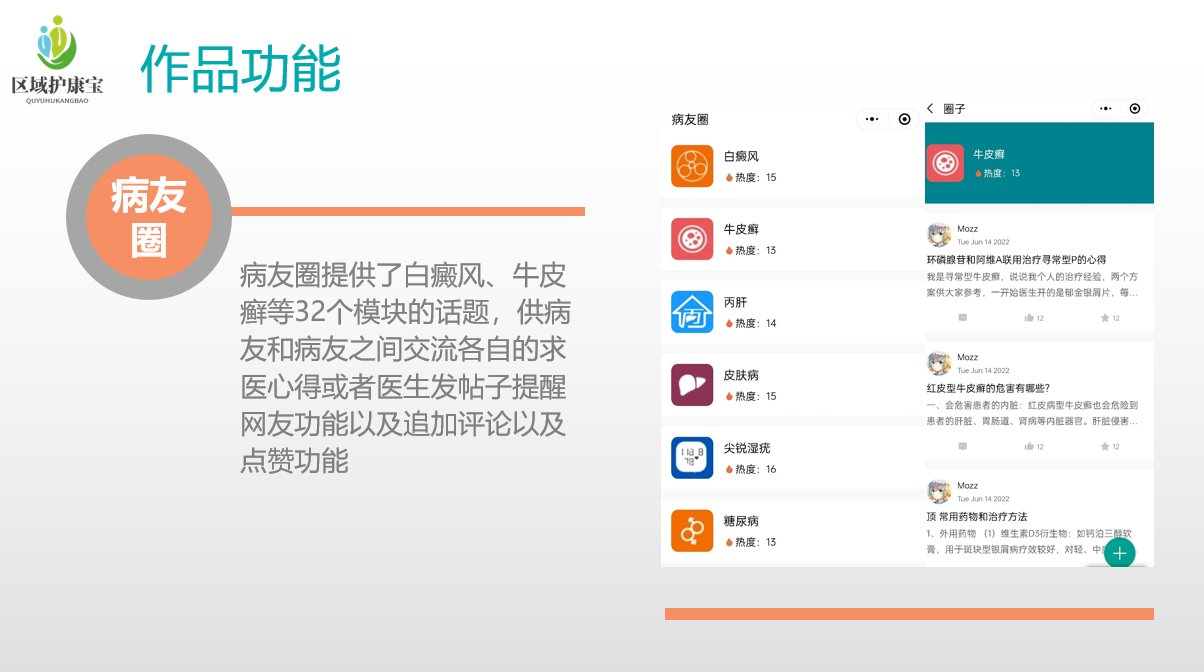 区域护康宝
QUYUHUKANGBAO
作品功能
病友
圈
病友圈提供了白癜风、牛皮
癣等32个模块的话题，供病
友和病友之间交流各自的求
医心得或者医生发帖子提醒
网友功能以及追加评论以及
点赞功能
病友圈
白癜风
热度：15
牛皮癣
热度：13
丙肝
热度：14
皮肤病
热度：15
尖锐湿疣
热度：16
糖尿病
热度：13
圈子
牛皮癣
热度：13
Mozz
Tue Jun 14 2022
环磷腺苷和阿维A联用治疗寻常型P的心得
我是寻常型牛皮癣，说说我个人的治疗经验，两个方
案供大家参考，一开始医生开的是郁金银屑片，每...
12
12
Mozz
Tue Jun 14 2022
红皮型牛皮癣的危害有哪些?
一、会危害患者的内脏：红皮病型牛皮癣也会危险到
患者的肝脏、胃肠道、肾病等内脏器官。肝脏侵害...
12
12
Mozz
Tue Jun 14 2022
顶 常用药物和治疗方法
1、外用药物 （1）维生素D3衍生物：如钙泊三醇软
膏，用于斑块型银屑病疗效较好，对轻、中